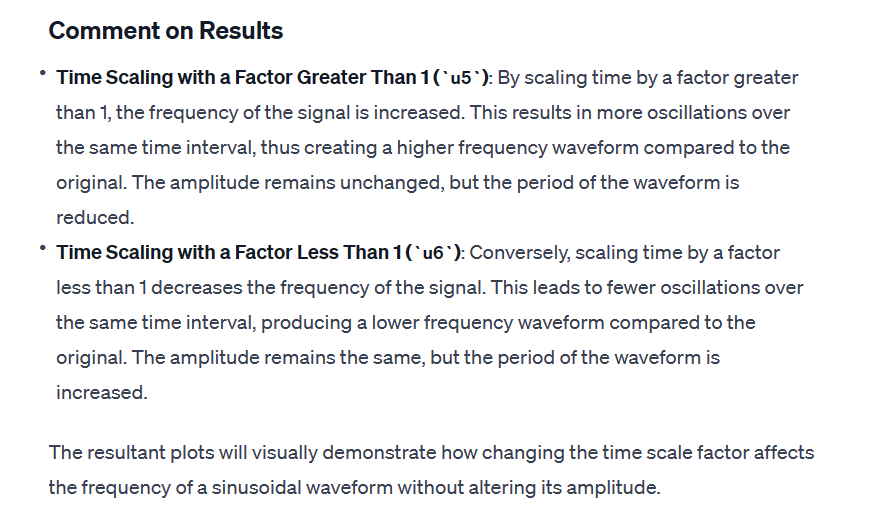 Comment on Results
• Time Scaling with a Factor Greater Than 1 (`u5`): By scaling time by a factor greater
than 1, the frequency of the signal is increased. This results in more oscillations over
the same time interval, thus creating a higher frequency waveform compared to the
original. The amplitude remains unchanged, but the period of the waveform is
reduced.
• Time Scaling with a Factor Less Than 1 (`u6`): Conversely, scaling time by a factor
less than 1 decreases the frequency of the signal. This leads to fewer oscillations over
the same time interval, producing a lower frequency waveform compared to the
original. The amplitude remains the same, but the period of the waveform is
increased.
The resultant plots will visually demonstrate how changing the time scale factor affects
the frequency of a sinusoidal waveform without altering its amplitude.